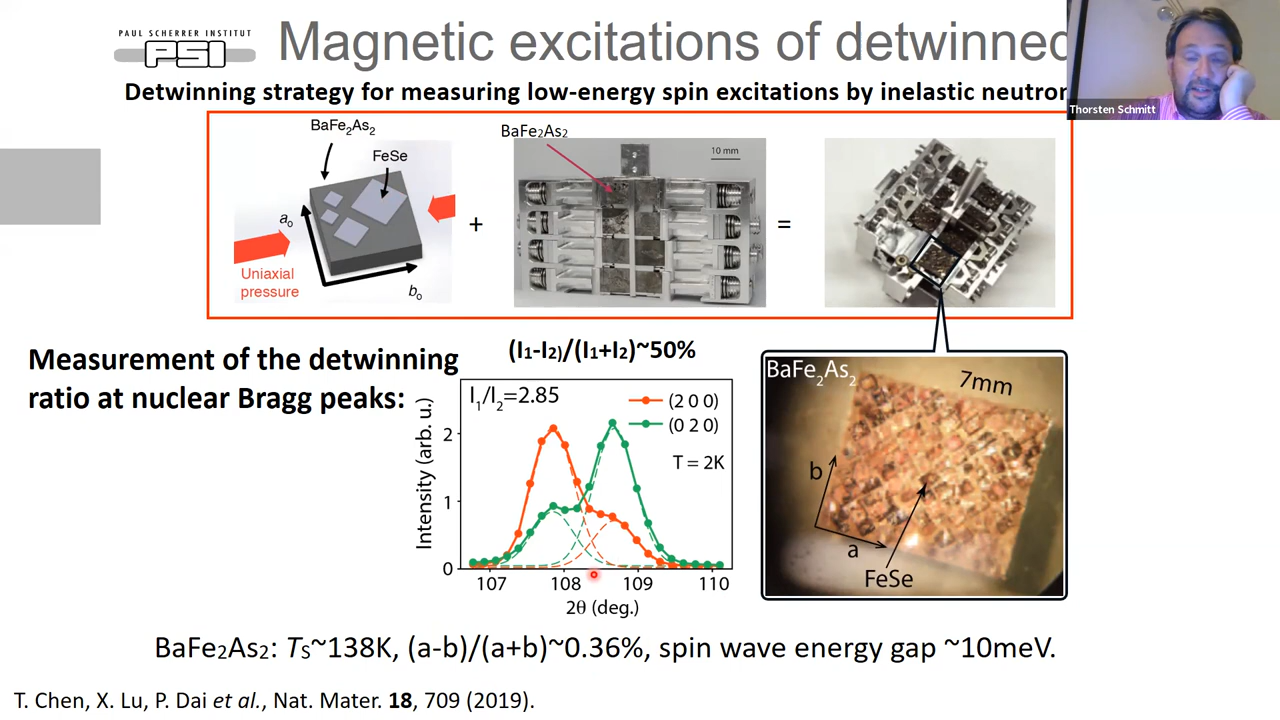 PAUL SCHERRER INSTITUT
PSI
Magnetic excitations of detwinned
Thorsten Schmitt
Detwinning strategy for measuring low-energy spin excitations by inelastic neutron
BaFe2As2
FeSe
a₀
b₀
Uniaxial
pressure
+
BaFe2As2
10 mm
=
Measurement of the detwinning
ratio at nuclear Bragg peaks:
(I1-I2)/(I1+I2)~50%
I1/I2=2.85
(2 0 0)
(0 2 0)
T = 2K
Intensity (arb. u.)
2
1
0
107 108 109 110
2θ (deg.)
BaFe2As2
7mm
b
a
FeSe
BaFe2As2: TS~138K, (a-b)/(a+b)~0.36%, spin wave energy gap ~10meV.
T. Chen, X. Lu, P. Dai et al., Nat. Mater. 18, 709 (2019).